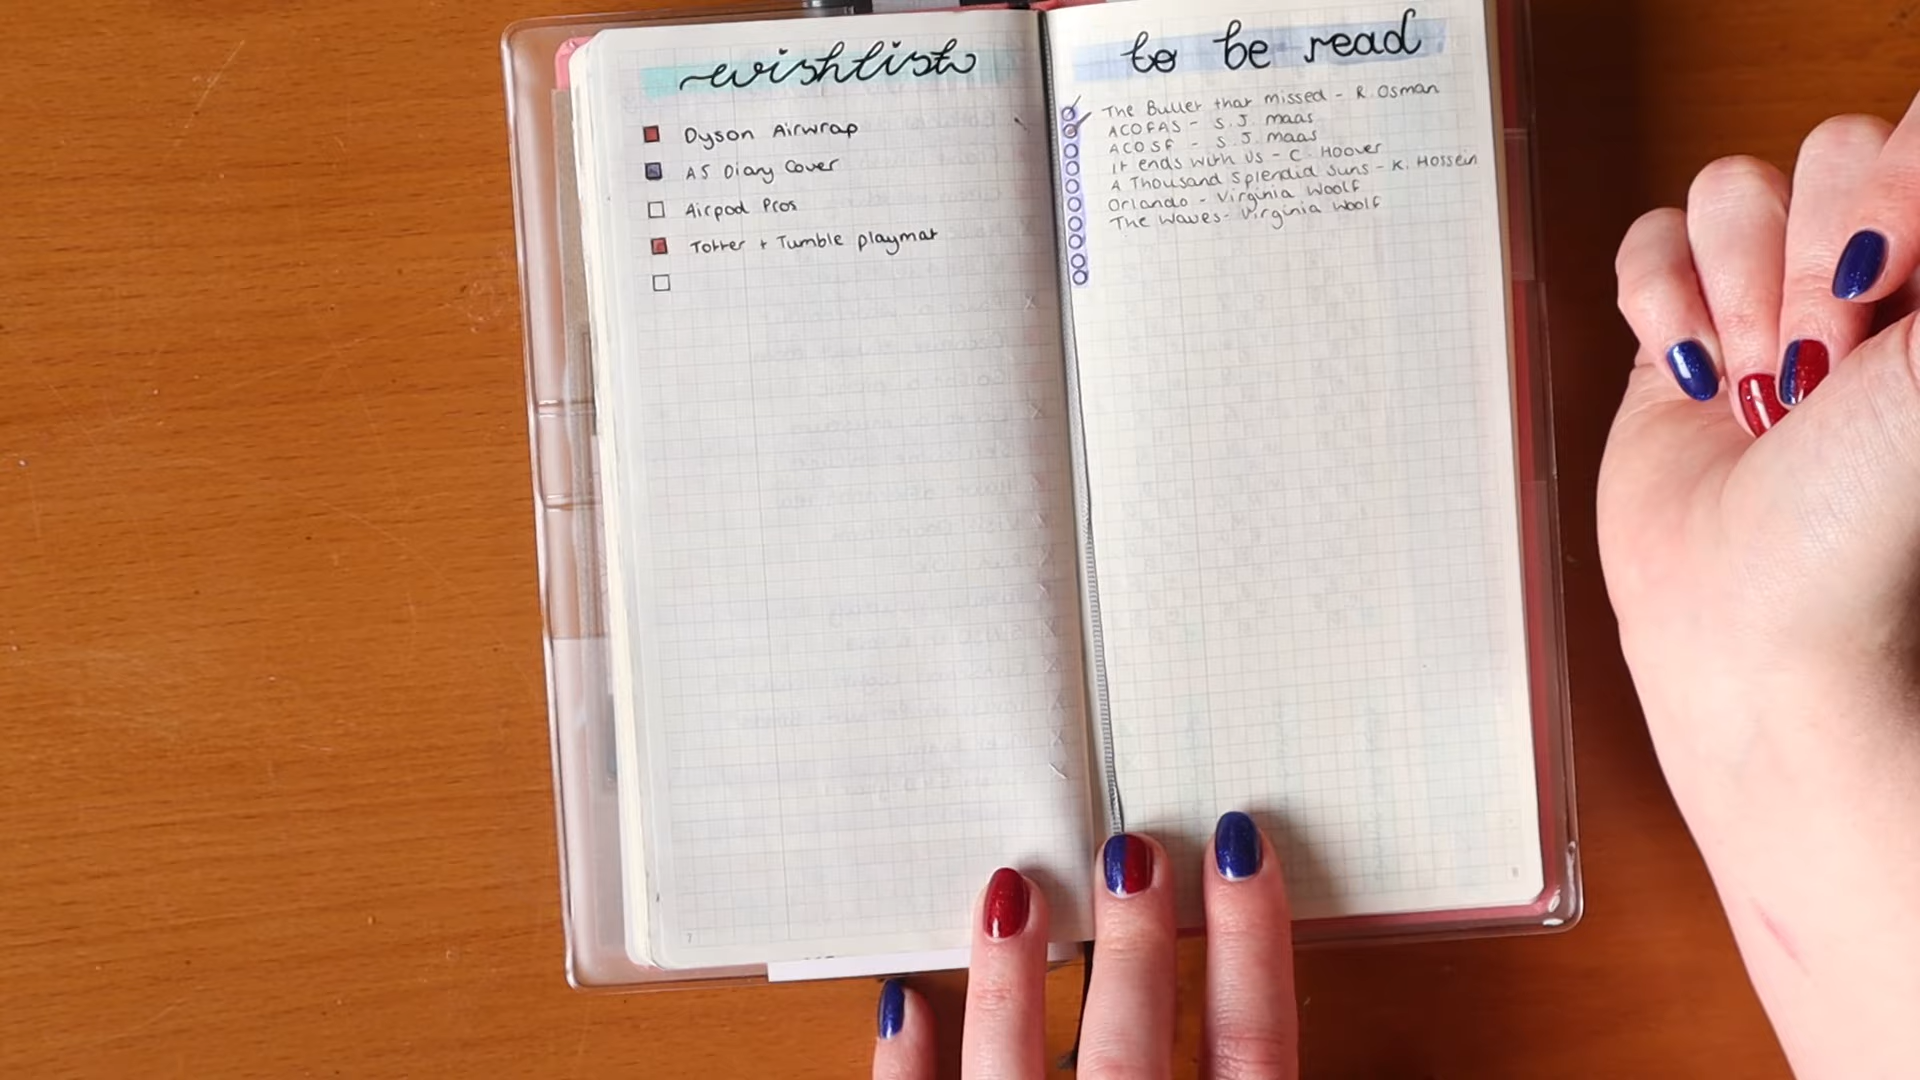 wishlist
Dyson Airwrap
A5 Diary Cover
Airpod Pros
Totter + Tumble playmat
7
to be read
The Bullet that missed - R. Osman
ACOFAS - S.J. maas
ACOSF - S.J. maas
It ends with Us - C. Hoover
A Thousand Splendid Suns - K. Hossein
Orlando - Virginia Woolf
The Waves - Virginia Woolf
8